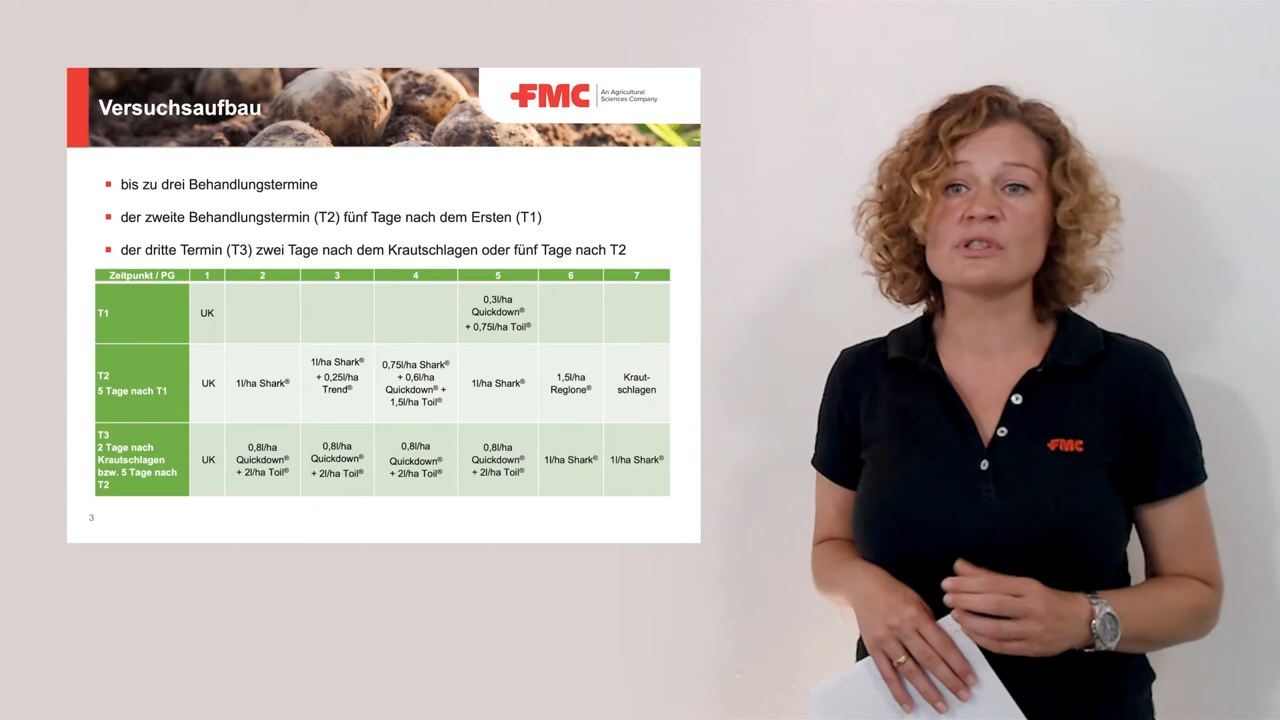 Versuchsaufbau
FMC
An Agricultural
Sciences Company
bis zu drei Behandlungstermine
der zweite Behandlungstermin (T2) fünf Tage nach dem Ersten (T1)
der dritte Termin (T3) zwei Tage nach dem Krautschlagen oder fünf Tage nach T2
Zeitpunkt / PG 1 2 3 4 5 6 7
T1
UK
0,3l/ha
Quickdown®
+ 0,75l/ha Toil®
T2
5 Tage nach T1
UK
1l/ha Shark®
1l/ha Shark®
+ 0,25l/ha
Trend®
0,75l/ha Shark®
+ 0,6l/ha
Quickdown® +
1,5l/ha Toil®
1l/ha Shark®
1,5l/ha
Reglone®
Kraut-
schlagen
T3
2 Tage nach
Krautschlagen
bzw. 5 Tage nach
T2
UK
0,8l/ha
Quickdown®
+ 2l/ha Toil®
0,8l/ha
Quickdown®
+ 2l/ha Toil®
0,8l/ha
Quickdown®
+ 2l/ha Toil®
0,8l/ha
Quickdown®
+ 2l/ha Toil®
1l/ha Shark®
1l/ha Shark®
3
FMC